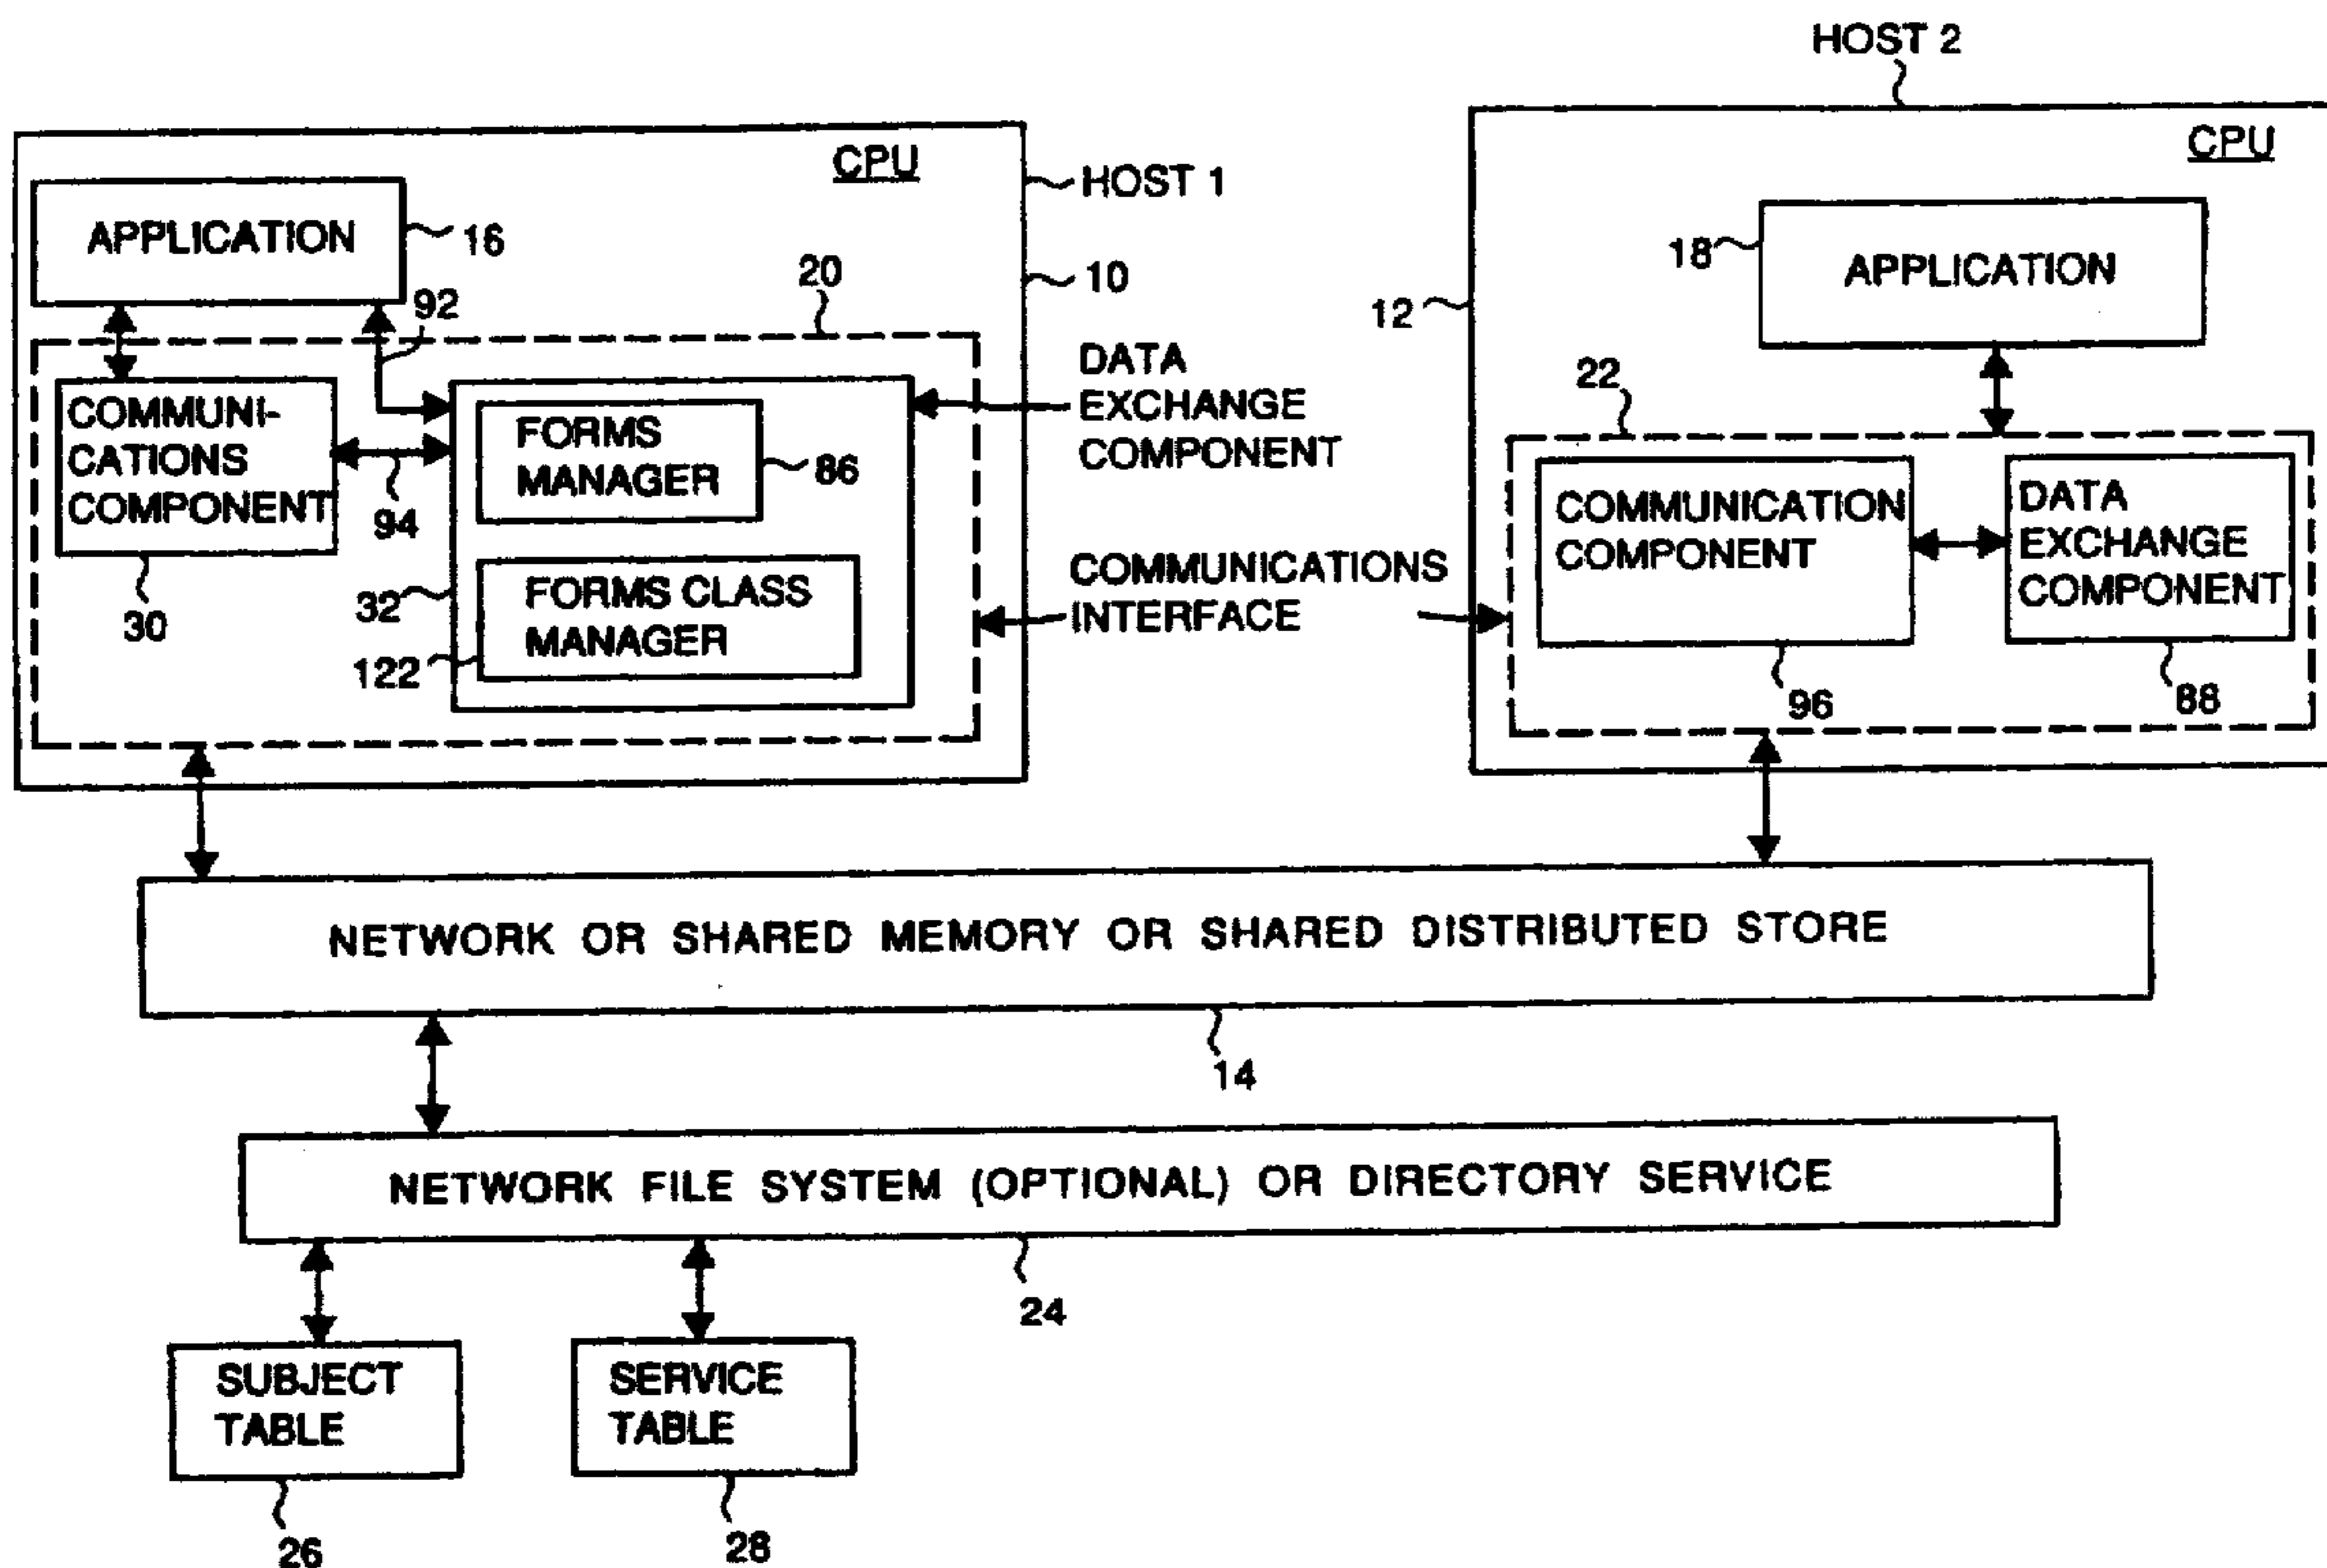 HOST 2
CPU
HOST 1
CPU
APPLICATION
16
10
20
92
18
APPLICATION
12
22
DATA
EXCHANGE
COMPONENT
COMMUNI-
CATIONS
COMPONENT
30
94
FORMS
MANAGER
86
32
FORMS CLASS
MANAGER
122
COMMUNICATIONS
INTERFACE
COMMUNICATION
COMPONENT
96
DATA
EXCHANGE
COMPONENT
88
NETWORK OR SHARED MEMORY OR SHARED DISTRIBUTED STORE
14
NETWORK FILE SYSTEM (OPTIONAL) OR DIRECTORY SERVICE
24
SUBJECT
TABLE
26
SERVICE
TABLE
28